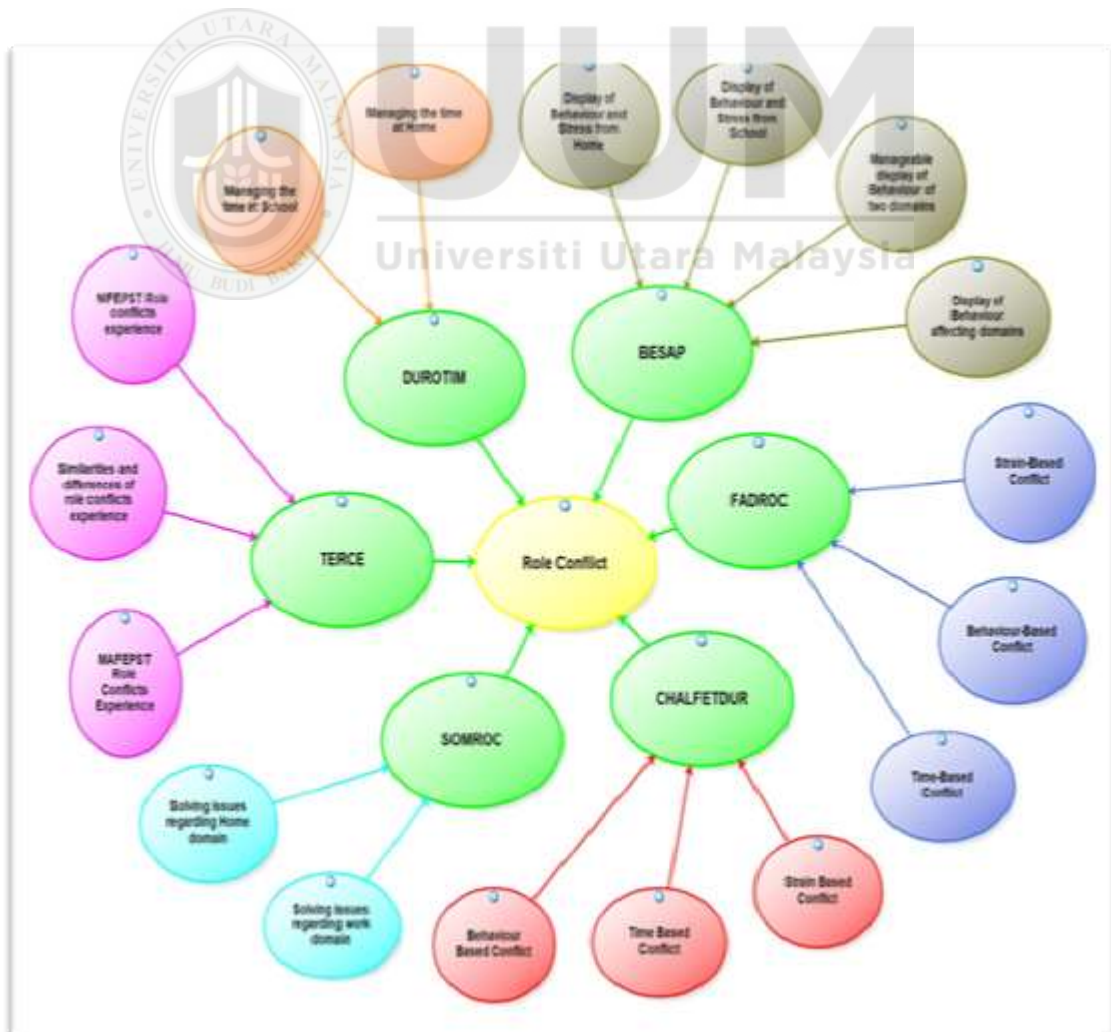 UNIVERSITI UTARA MALAYSIA
ILMU BUDI BAKTI
UUM
Universiti Utara Malaysia
Managing the
time at School
Managing the time
at Home
Display of
Behaviour and
Stress from
Home
Display of
Behaviour and
Stress from
School
Manageable
display of
Behaviour of
two domains
Display of
Behaviour
affecting domains
Role conflicts
experience
DUROTIM
BESAP
Similarities and
differences of
role conflicts
experience
TERCE
Role Conflict
FADROC
Strain-Based
Conflict
Behaviour-Based
Conflict
Time-Based
Conflict
MAFEPST
Role
Conflicts
Experience
SOMROC
CHALFETDUR
Solving Issues
regarding Home
domain
Solving Issues
regarding work
domain
Behaviour
Based Conflict
Time Based
Conflict
Strain Based
Conflict